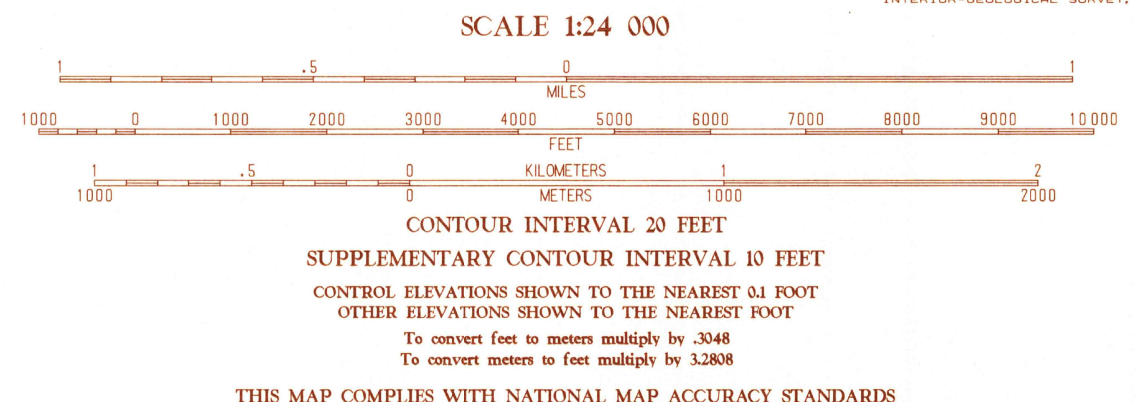 INTERIOR-GEOLOGICAL SURVEY,
SCALE 1:24 000
1 .5 0 1
MILES
1000 0 1000 2000 3000 4000 5000 6000 7000 8000 9000 10 000
FEET
1 .5 0 KILOMETERS 1 2
1000 0 METERS 1000 2000
CONTOUR INTERVAL 20 FEET
SUPPLEMENTARY CONTOUR INTERVAL 10 FEET
CONTROL ELEVATIONS SHOWN TO THE NEAREST 0.1 FOOT
OTHER ELEVATIONS SHOWN TO THE NEAREST FOOT
To convert feet to meters multiply by .3048
To convert meters to feet multiply by 3.2808
THIS MAP COMPLIES WITH NATIONAL MAP ACCURACY STANDARDS